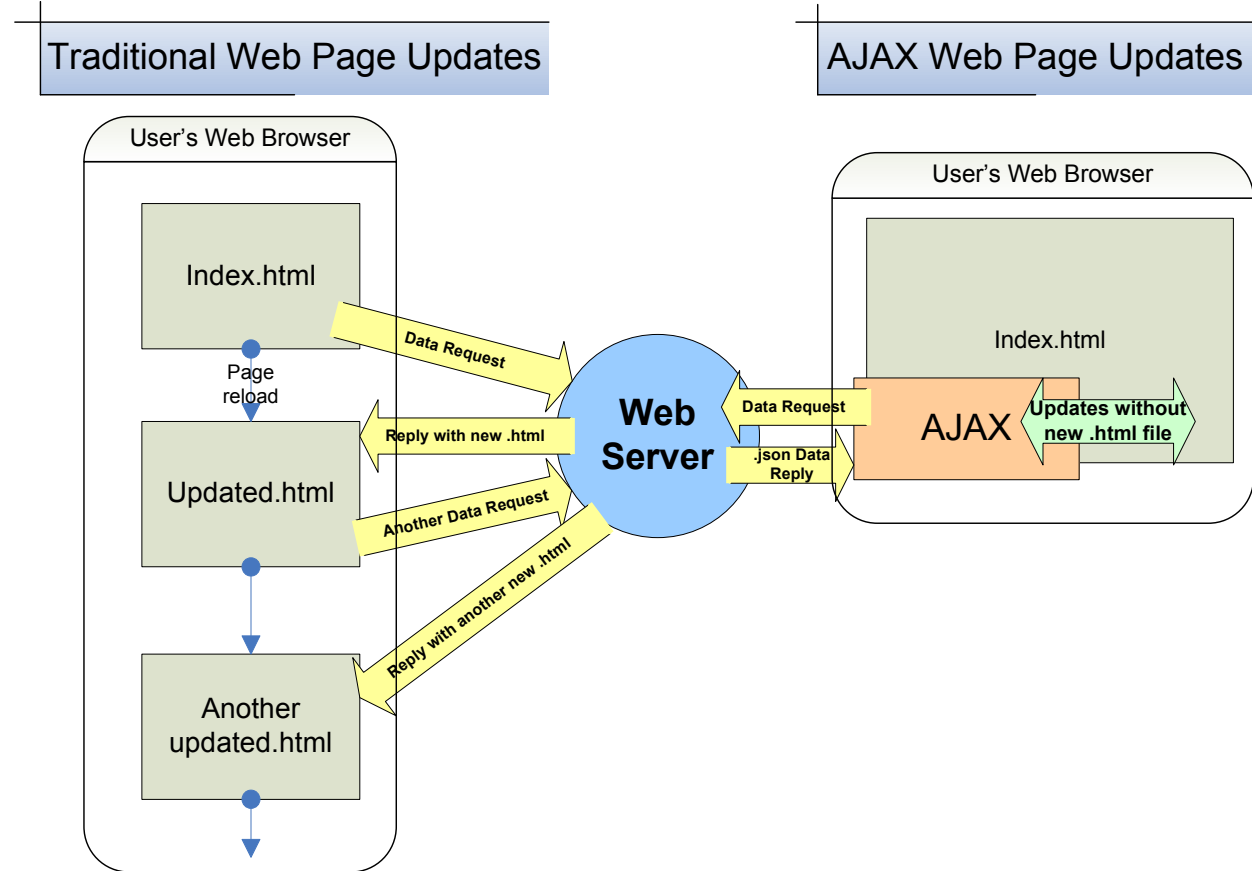 Traditional Web Page Updates
AJAX Web Page Updates
User's Web Browser
Index.html
Page
reload
Updated.html
Another
updated.html
Data Request
Reply with new .html
Another Data Request
Reply with another new .html
Web
Server
Data Request
.json Data
Reply
User's Web Browser
Index.html
AJAX
Updates without
new .html file